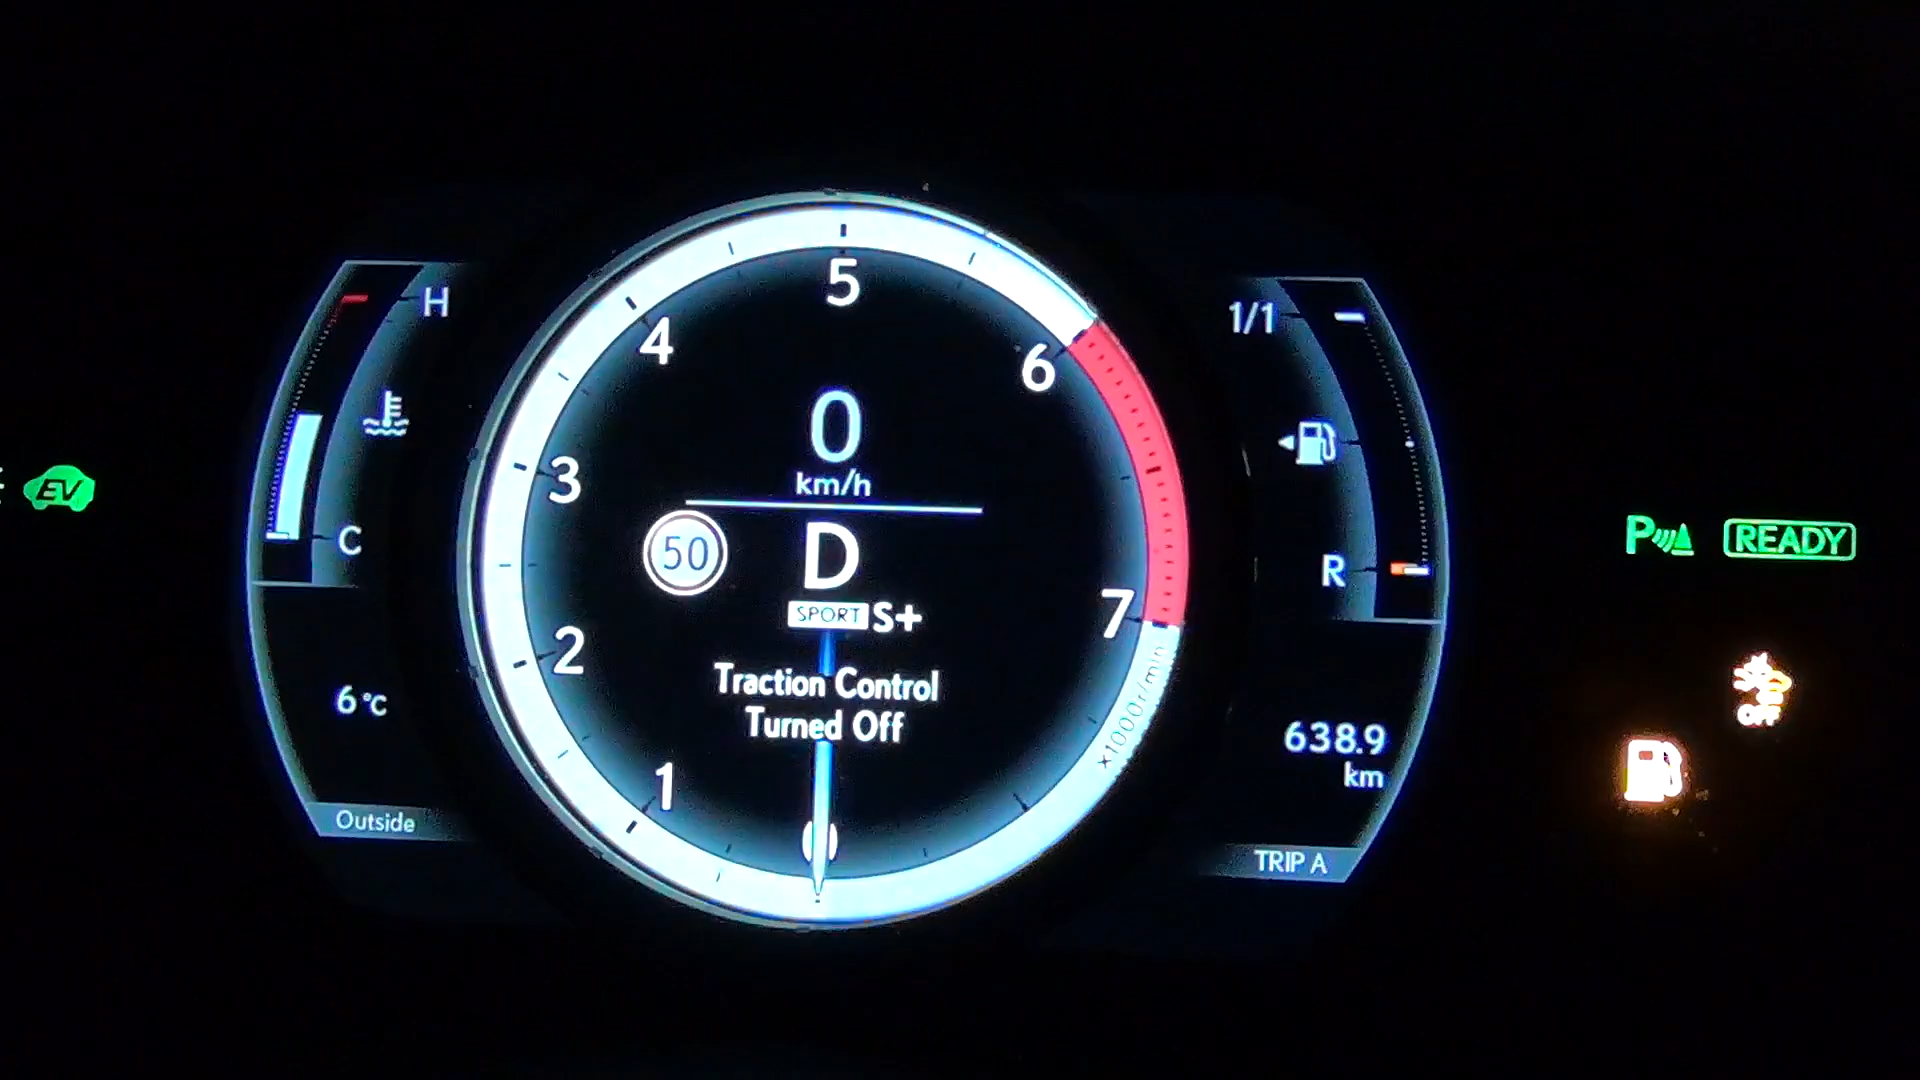 5
4
6
3
7
2
1
0
km/h
50
D
SPORT S+
Traction Control
Turned Off
x1000r/min
H
C
6°C
Outside
1/1
R
638.9
km
TRIP A
EV
P
READY
OFF